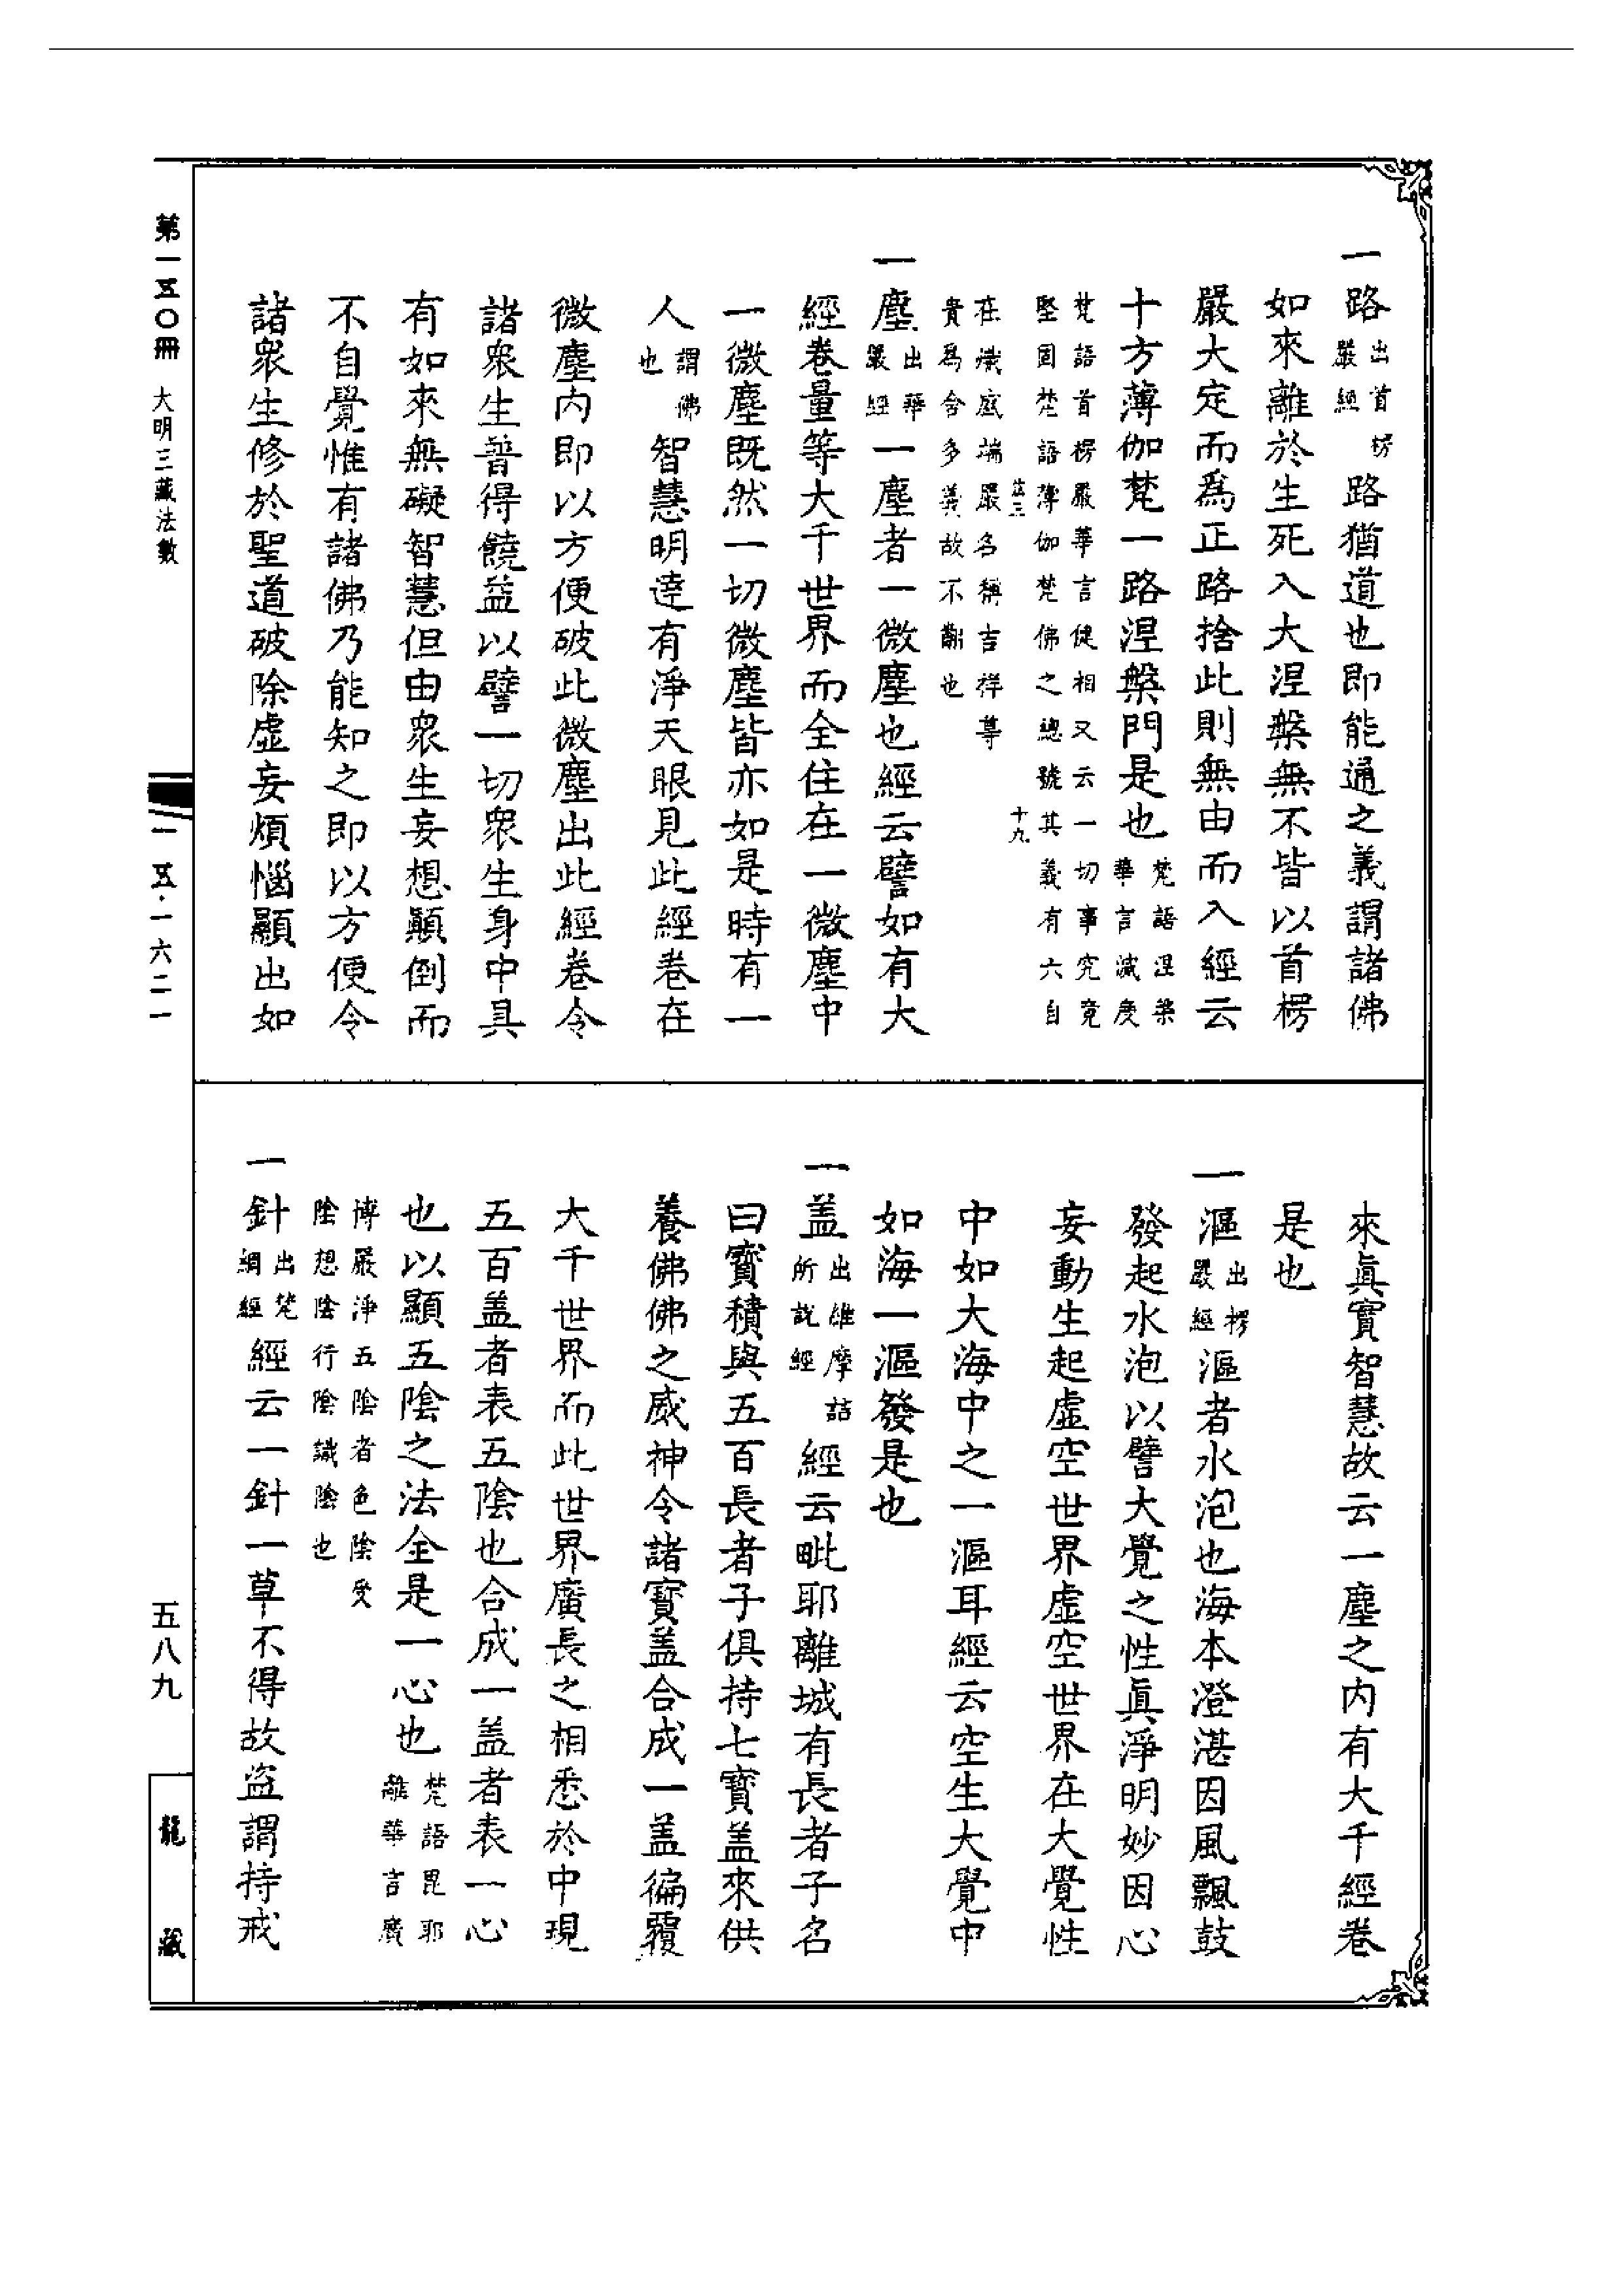 一路出首楞嚴經路猶道也即能通之義謂諸佛
如來離於生死入大涅槃無不皆以首楞
嚴大定而爲正路捨此則無由而入經云
十方薄伽梵一路涅槃門是也梵語涅槃華言滅度
梵語首楞嚴華言健相又云一切事究竟
堅固梵語薄伽梵佛之總號其義有六自
十九
在熾盛端嚴名稱吉祥尊
貴爲含多義故不翻也
一塵出華嚴經一塵者一微塵也經云譬如有大
經卷量等大千世界而全住在一微塵中
一微塵既然一切微塵皆亦如是時有一
人謂佛也智慧明達有淨天眼見此經卷在
微塵內即以方便破此微塵出此經卷令
諸衆生普得饒益以譬一切衆生身中具
有如來無礙智慧但由衆生妄想顚倒而
不自覺惟有諸佛乃能知之即以方便令
諸衆生修於聖道破除虛妄煩惱顯出如
來眞實智慧故云一塵之內有大千經卷
是也
一漚出楞嚴經漚者水泡也海本澄湛因風飄鼓
發起水泡以譬大覺之性眞淨明妙因心
妄動生起虛空世界虛空世界在大覺性
中如大海中之一漚耳經云空生大覺中
如海一漚發是也
一盖出維摩詰所說經經云毗耶離城有長者子名
曰寶積與五百長者子俱持七寶盖來供
養佛佛之威神令諸寶盖合成一盖徧覆
大千世界而此世界廣長之相悉於中現
五百盖者表五陰也合成一盖者表一心
也以顯五陰之法全是一心也梵語毘耶離華言廣
博嚴淨五陰者色陰受
陰想陰行陰識陰也
一針出梵網經經云一針一草不得故盜謂持戒
第一五〇冊 大明三藏法數
一五·一六二一
五八九
龍藏